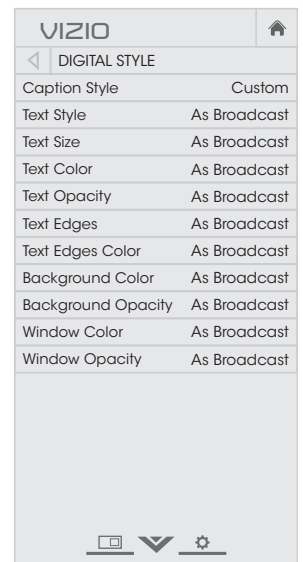 VIZIO
DIGITAL STYLE
Caption Style Custom
Text Style As Broadcast
Text Size As Broadcast
Text Color As Broadcast
Text Opacity As Broadcast
Text Edges As Broadcast
Text Edges Color As Broadcast
Background Color As Broadcast
Background Opacity As Broadcast
Window Color As Broadcast
Window Opacity As Broadcast